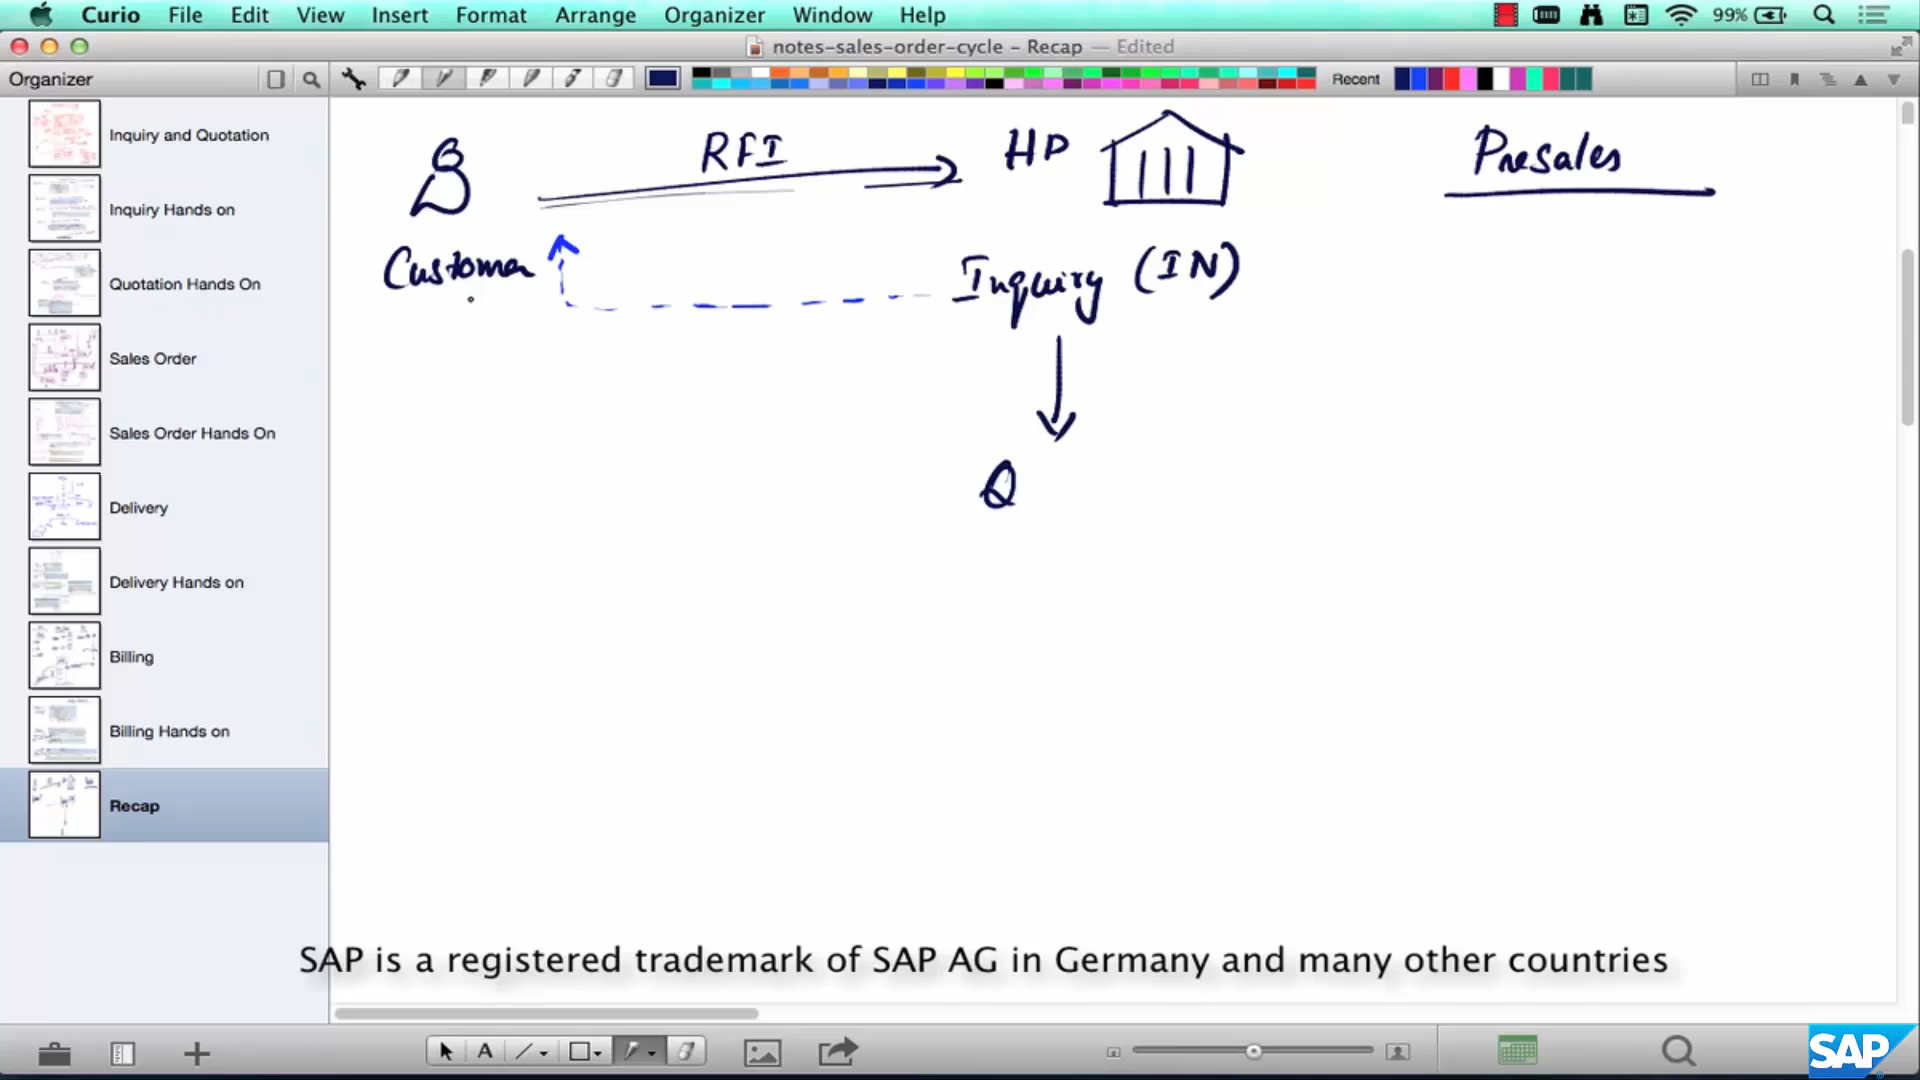 Curio File Edit View Insert Format Arrange Organizer Window Help 99%
notes-sales-order-cycle – Recap — Edited
Organizer
Recent
Inquiry and Quotation
Inquiry Hands on
Quotation Hands On
Sales Order
Sales Order Hands On
Delivery
Delivery Hands on
Billing
Billing Hands on
Recap
RFI
HP
Presales
Customer
Inquiry (IN)
Q
SAP is a registered trademark of SAP AG in Germany and many other countries
A
SAP